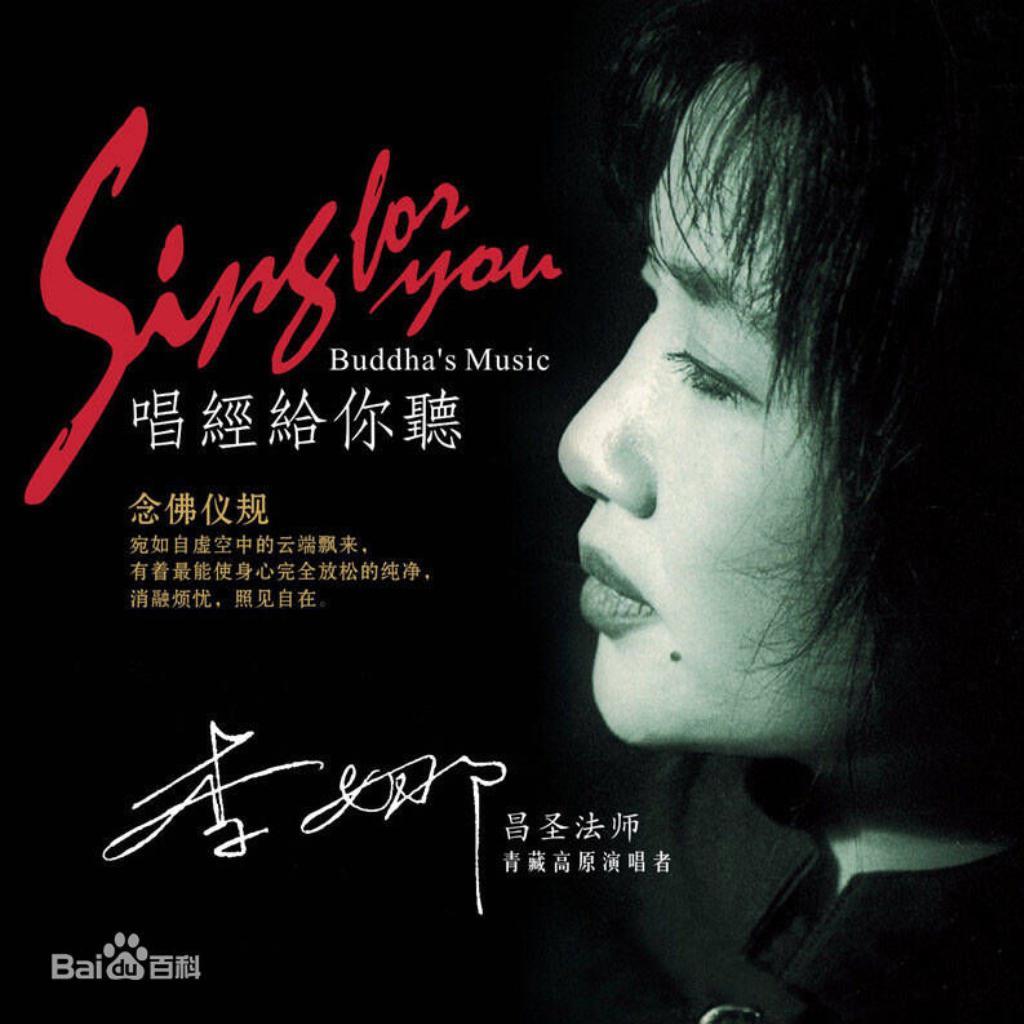 Sing for you
Buddha's Music
唱經給你聽
念佛仪规
宛如自虚空中的云端飘来，
有着最能使身心完全放松的纯净，
消融烦忧，照见自在。
李娜
昌圣法师
青藏高原演唱者
Baidu百科